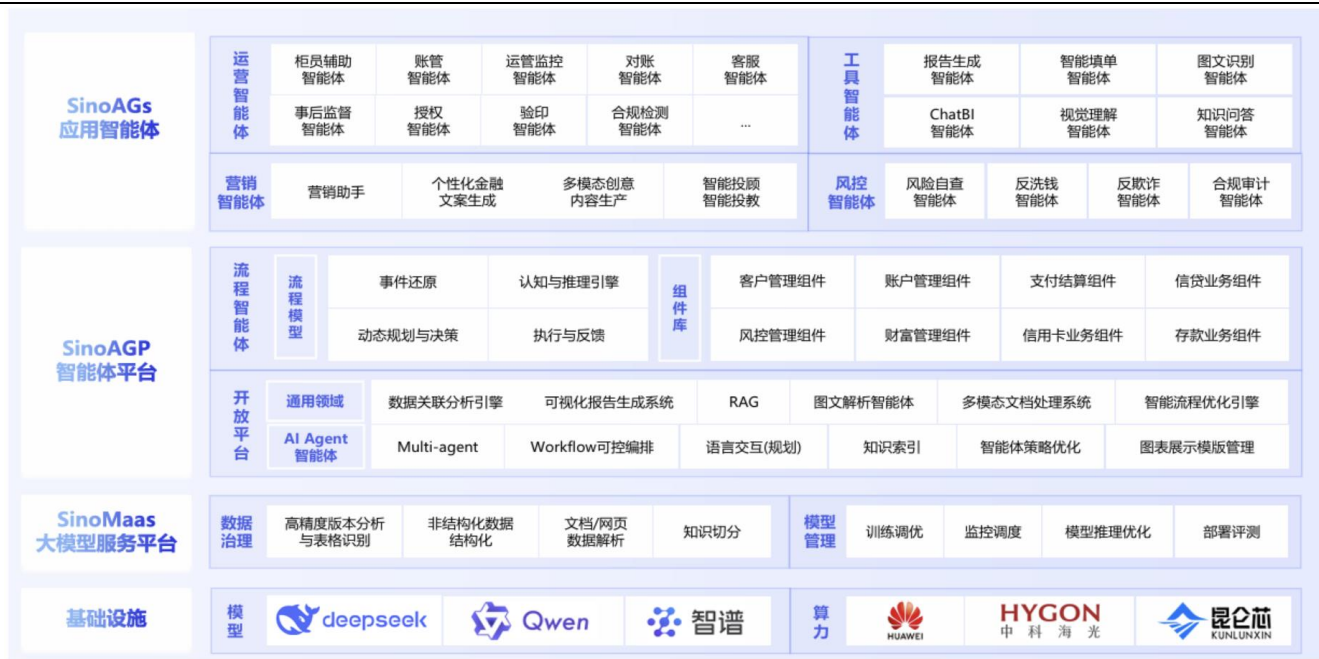 SinoAGs
应用智能体
运营智能体
柜员辅助
智能体
账管
智能体
运管监控
智能体
对账
智能体
客服
智能体
事后监督
智能体
授权
智能体
验印
智能体
合规检测
智能体
...
工具智能体
报告生成
智能体
智能填单
智能体
图文识别
智能体
ChatBI
智能体
视觉理解
智能体
知识问答
智能体
营销
智能体
营销助手
个性化金融
文案生成
多模态创意
内容生产
智能投顾
智能投教
风控
智能体
风险自查
智能体
反洗钱
智能体
反欺诈
智能体
合规审计
智能体
SinoAGP
智能体平台
流程智能体
流程模型
事件还原
认知与推理引擎
动态规划与决策
执行与反馈
组件库
客户管理组件
账户管理组件
支付结算组件
信贷业务组件
风控管理组件
财富管理组件
信用卡业务组件
存款业务组件
开放平台
通用领域
数据关联分析引擎
可视化报告生成系统
RAG
图文解析智能体
多模态文档处理系统
智能流程优化引擎
AI Agent
智能体
Multi-agent
Workflow可控编排
语言交互(规划)
知识索引
智能体策略优化
图表展示模版管理
SinoMaas
大模型服务平台
数据
治理
高精度版本分析
与表格识别
非结构化数据
结构化
文档/网页
数据解析
知识切分
模型
管理
训练调优
监控调度
模型推理优化
部署评测
基础设施
模型
deepseek
Qwen
智谱
算力
HUAWEI
HYGON
中科海光
昆仑芯
KUNLUNXIN